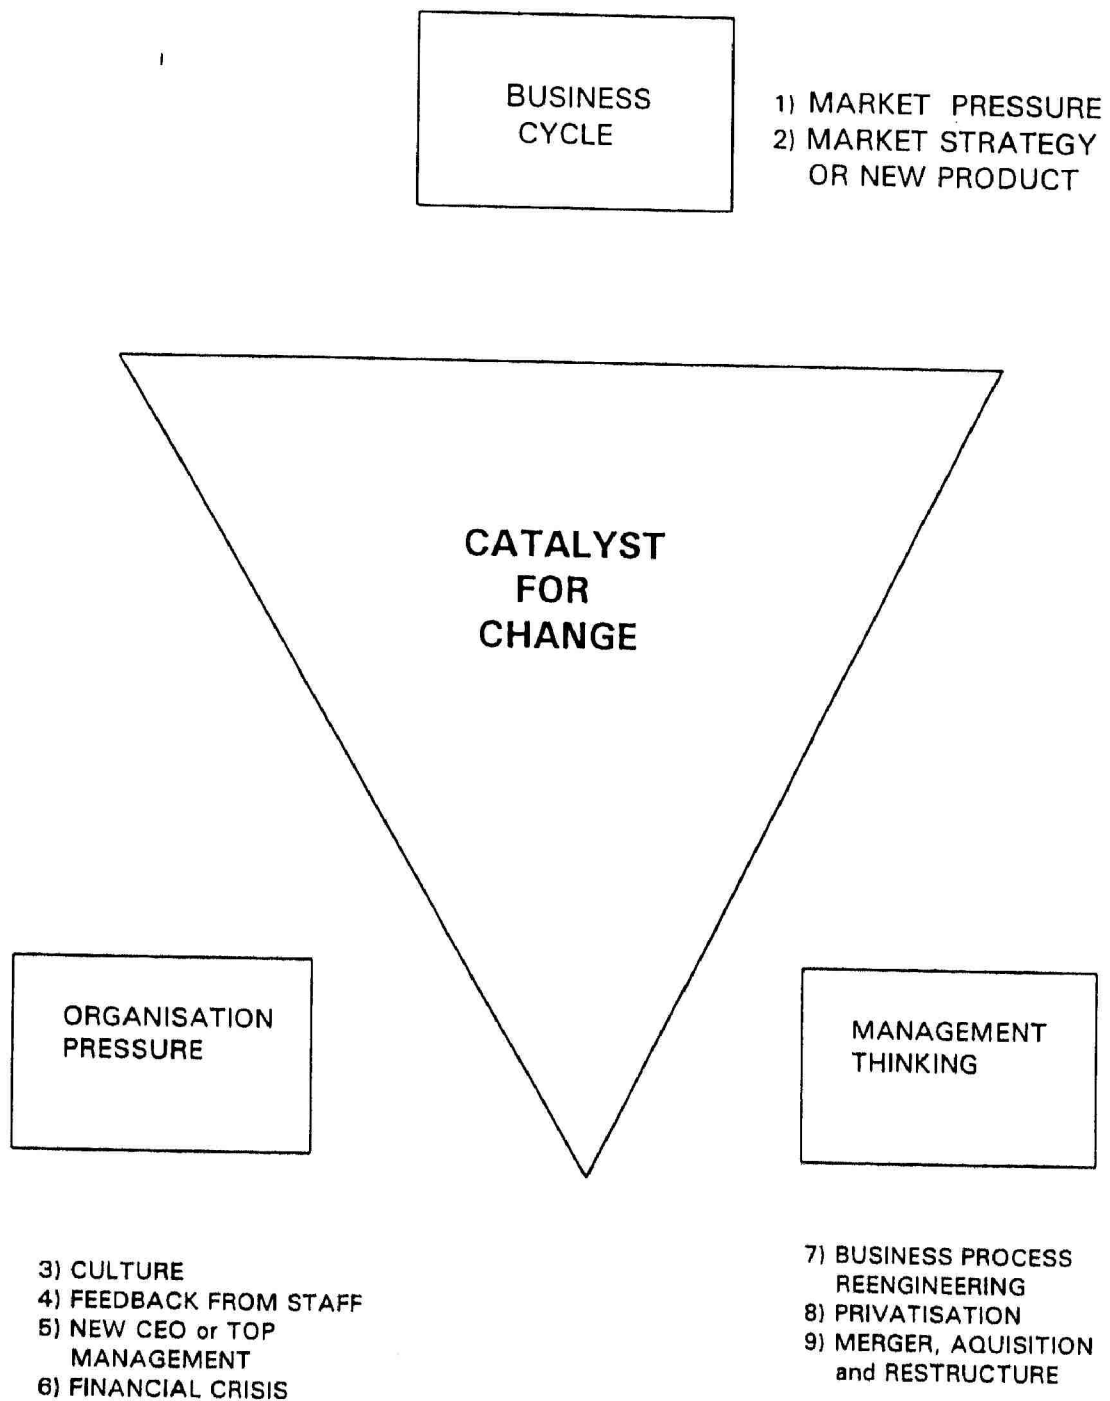 BUSINESS
CYCLE
1) MARKET PRESSURE
2) MARKET STRATEGY
OR NEW PRODUCT
CATALYST
FOR
CHANGE
ORGANISATION
PRESSURE
MANAGEMENT
THINKING
3) CULTURE
4) FEEDBACK FROM STAFF
5) NEW CEO or TOP
MANAGEMENT
6) FINANCIAL CRISIS
7) BUSINESS PROCESS
REENGINEERING
8) PRIVATISATION
9) MERGER, AQUISITION
and RESTRUCTURE